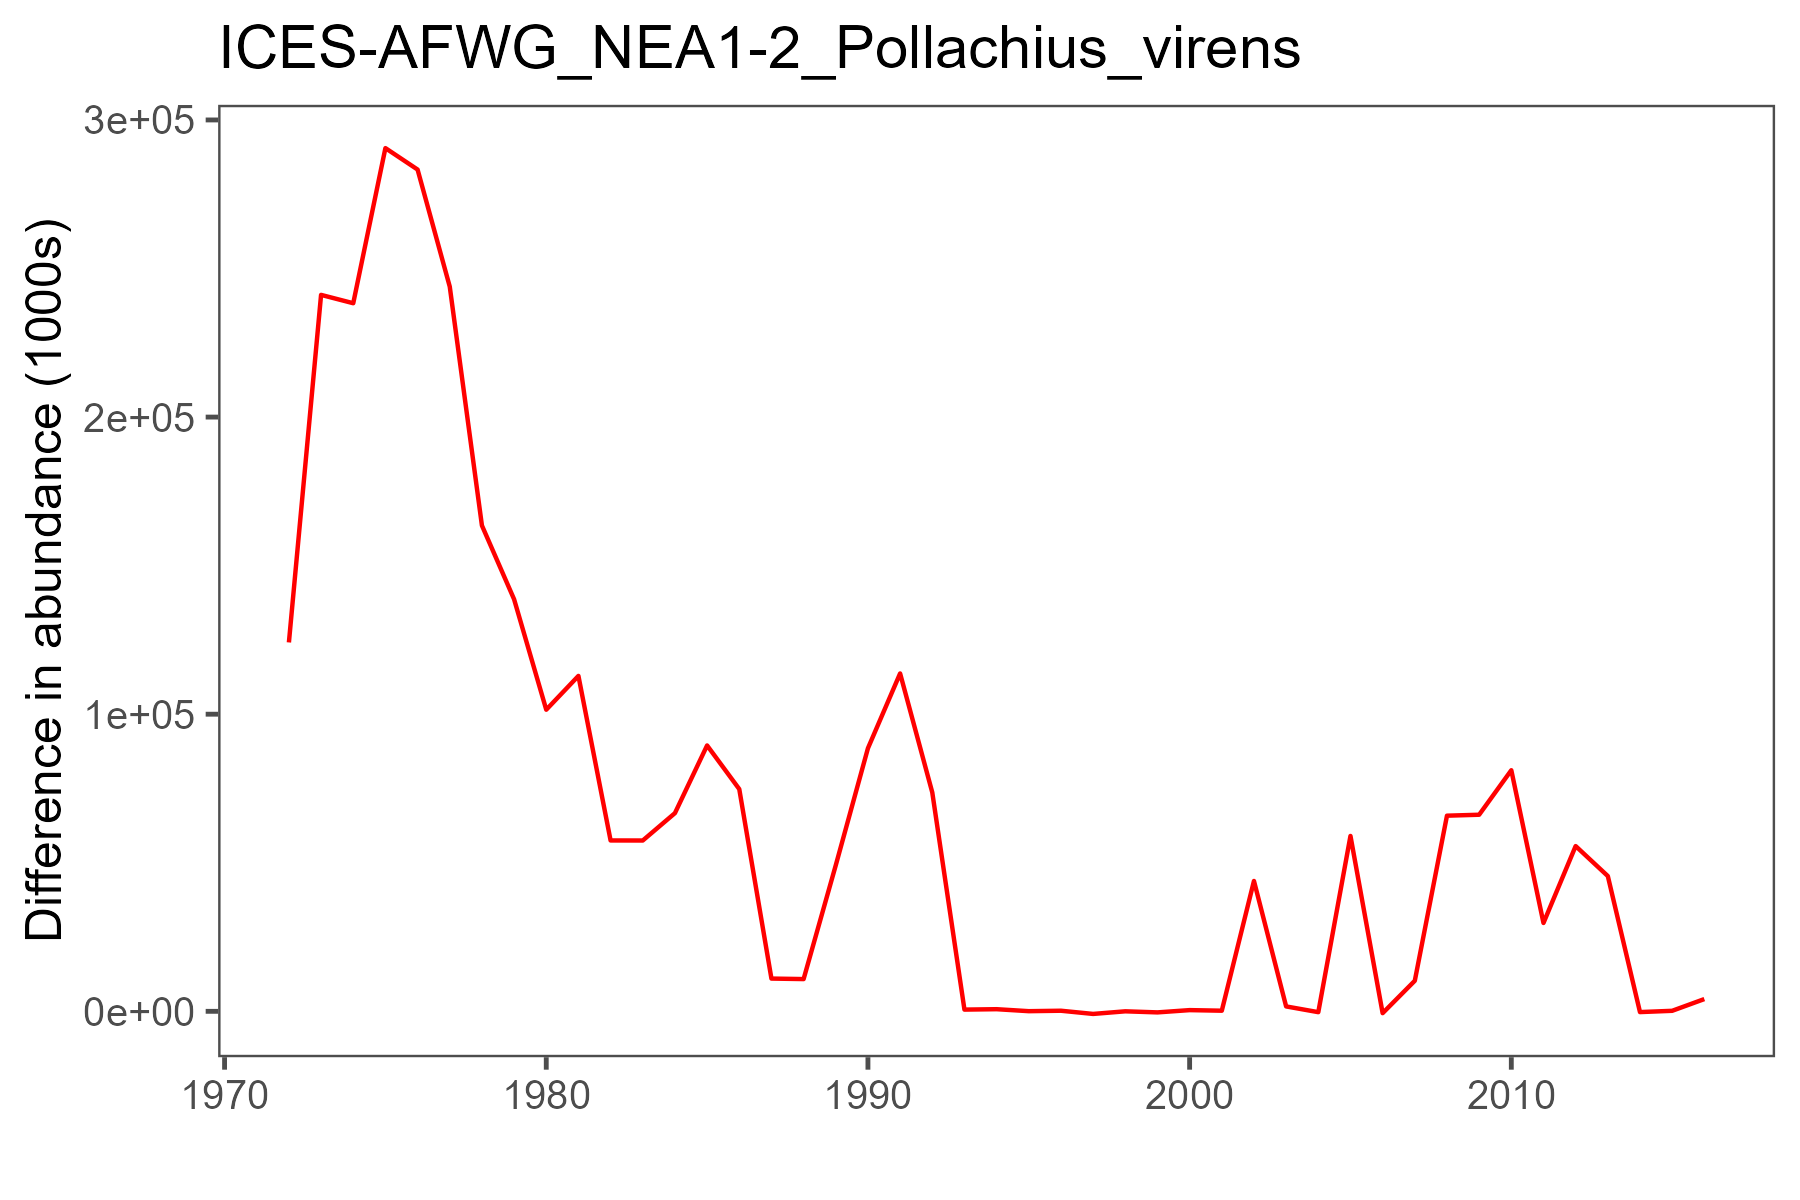 ICES-AFWG_NEA1-2_Pollachius_virens
Difference in abundance (1000s)
3e+05
2e+05
1e+05
0e+00
1970 1980 1990 2000 2010